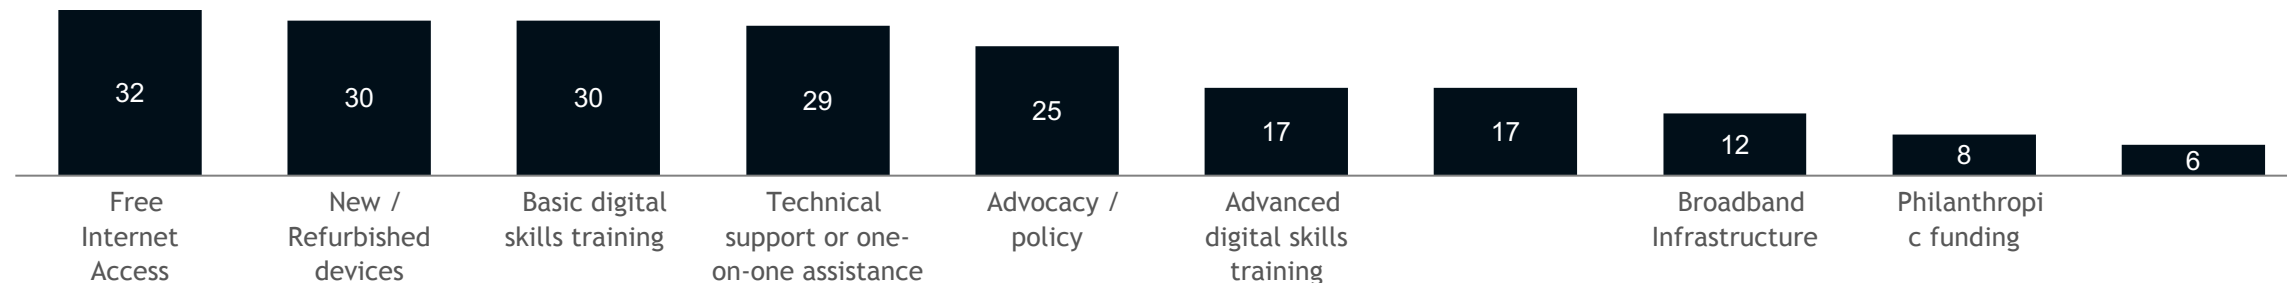 32
30
30
29
25
17
17
12
8
6
Free
Internet
Access
New /
Refurbished
devices
Basic digital
skills training
Technical
support or one-
on-one assistance
Advocacy /
policy
Advanced
digital skills
training
Broadband
Infrastructure
Philanthropi
c funding